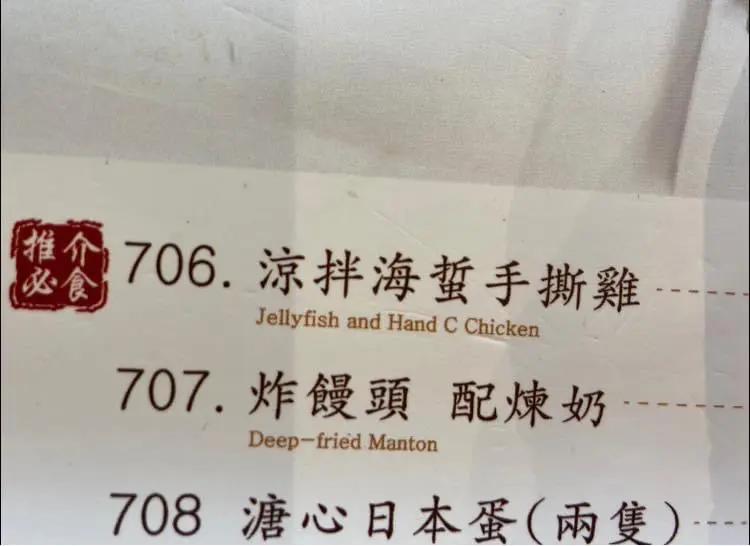 推介
必食
706. 涼拌海蜇手撕雞
Jellyfish and Hand C Chicken
707. 炸饅頭 配煉奶
Deep-fried Manton
708 溏心日本蛋(兩隻)